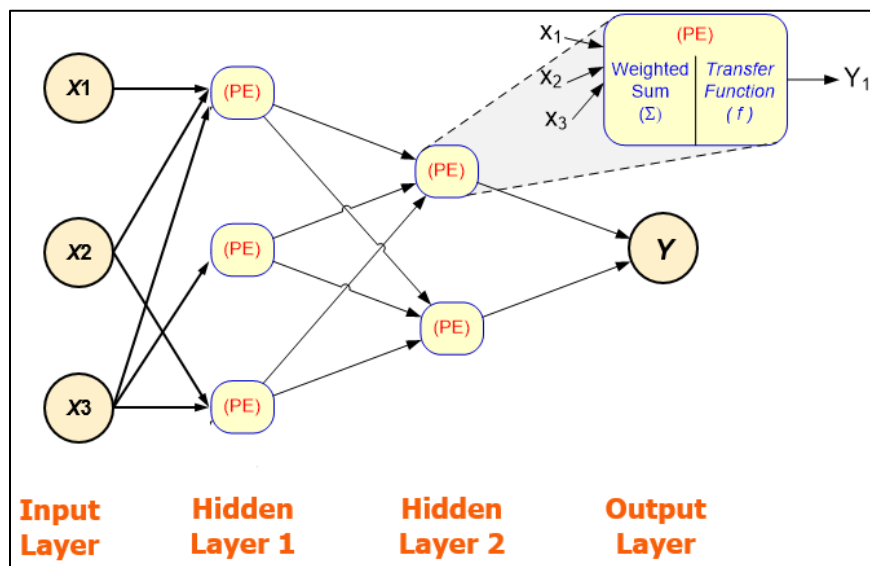 X1
X2
X3
(PE)
(PE)
(PE)
(PE)
(PE)
x1
x2
x3
(PE)
Weighted
Sum
(Σ)
Transfer
Function
( f )
Y1
Y
Input
Layer
Hidden
Layer 1
Hidden
Layer 2
Output
Layer